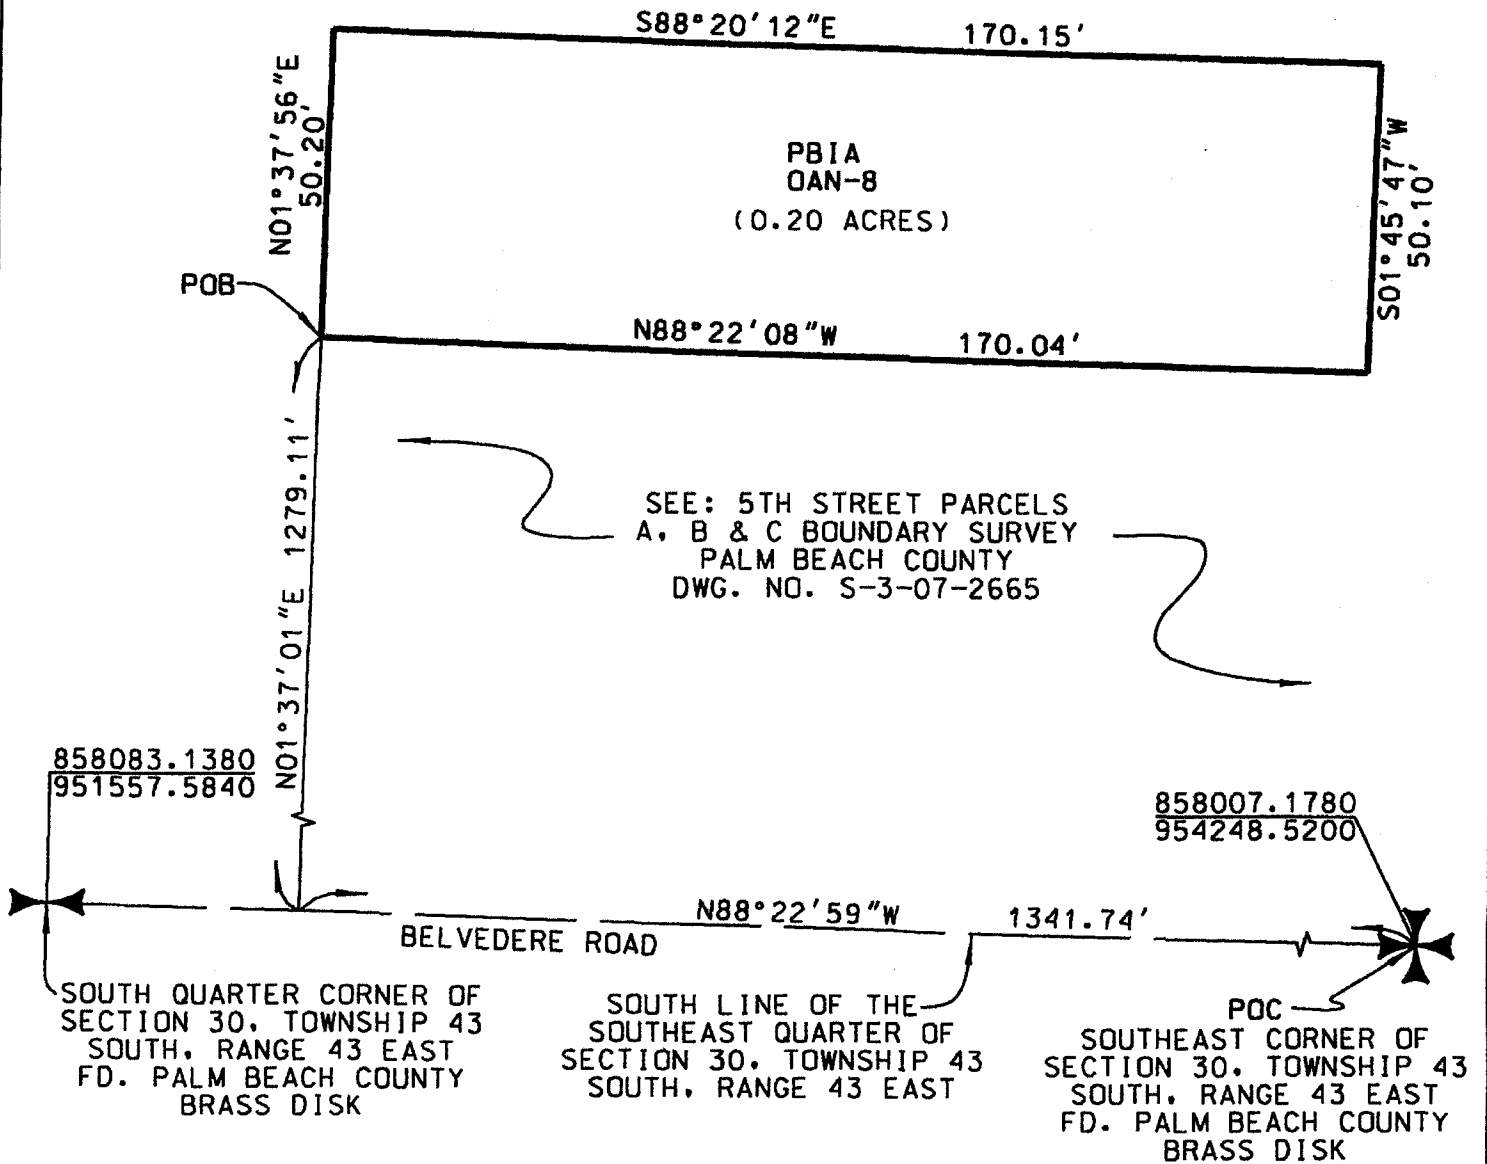 S88°20'12"E 170.15'
N01°37'56"E
50.20'
PBIA
OAN-8
(0.20 ACRES)
S01°45'47"W
50.10'
POB
N88°22'08"W 170.04'
N01°37'01"E 1279.11'
SEE: 5TH STREET PARCELS
A, B & C BOUNDARY SURVEY
PALM BEACH COUNTY
DWG. NO. S-3-07-2665
858083.1380
951557.5840
858007.1780
954248.5200
N88°22'59"W 1341.74'
BELVEDERE ROAD
SOUTH QUARTER CORNER OF
SECTION 30, TOWNSHIP 43
SOUTH, RANGE 43 EAST
FD. PALM BEACH COUNTY
BRASS DISK
SOUTH LINE OF THE
SOUTHEAST QUARTER OF
SECTION 30, TOWNSHIP 43
SOUTH, RANGE 43 EAST
POC
SOUTHEAST CORNER OF
SECTION 30, TOWNSHIP 43
SOUTH, RANGE 43 EAST
FD. PALM BEACH COUNTY
BRASS DISK